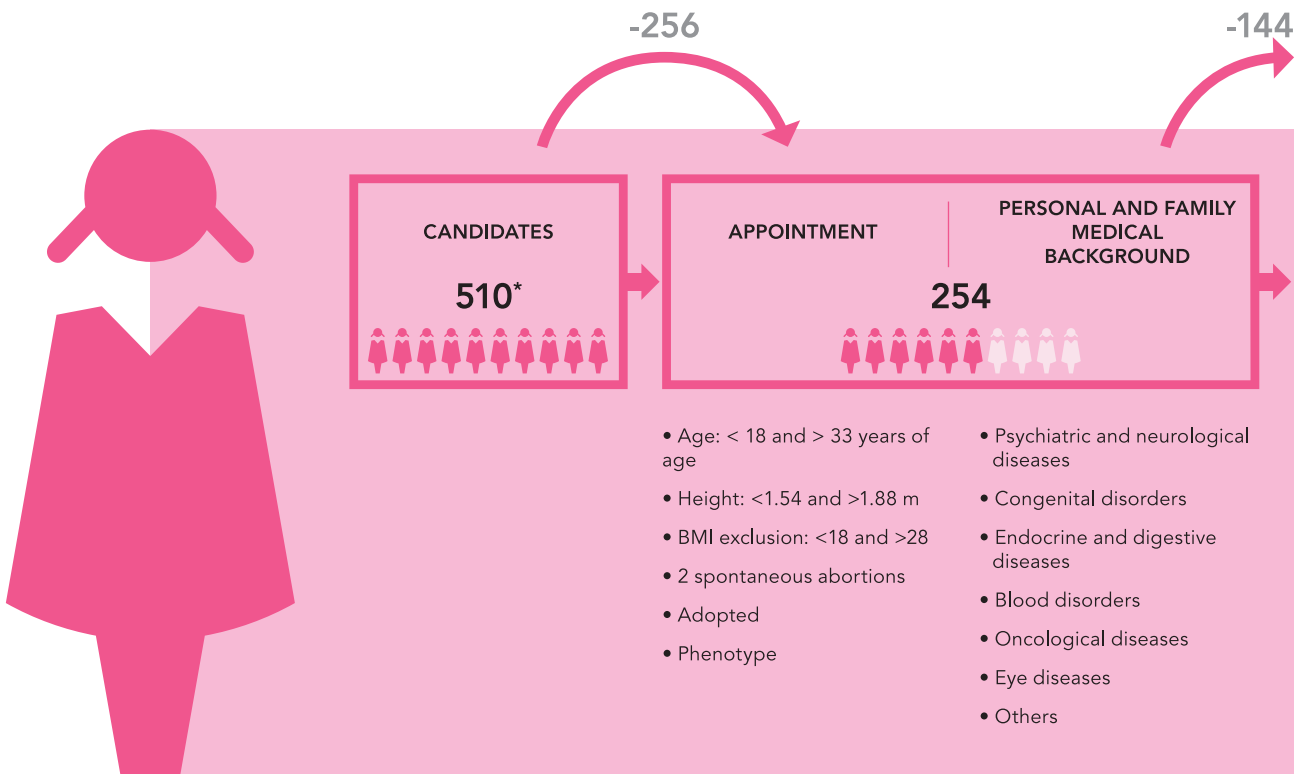 -256
-144
CANDIDATES
510*
APPOINTMENT
PERSONAL AND FAMILY
MEDICAL
BACKGROUND
254
• Age: < 18 and > 33 years of
age
• Height: <1.54 and >1.88 m
• BMI exclusion: <18 and >28
• 2 spontaneous abortions
• Adopted
• Phenotype
• Psychiatric and neurological
diseases
• Congenital disorders
• Endocrine and digestive
diseases
• Blood disorders
• Oncological diseases
• Eye diseases
• Others